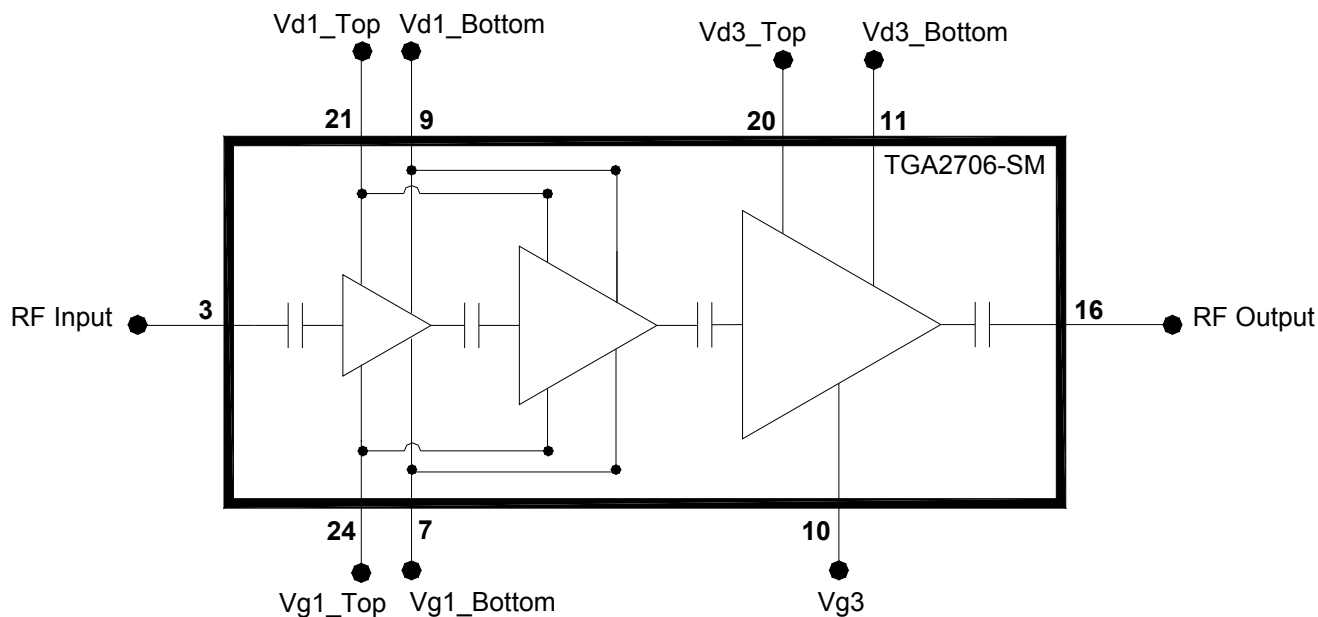 Vd1_Top Vd1_Bottom
Vd3_Top Vd3_Bottom
21 9 20 11
TGA2706-SM
RF Input 3 16 RF Output
24 7 10
Vg1_Top Vg1_Bottom Vg3